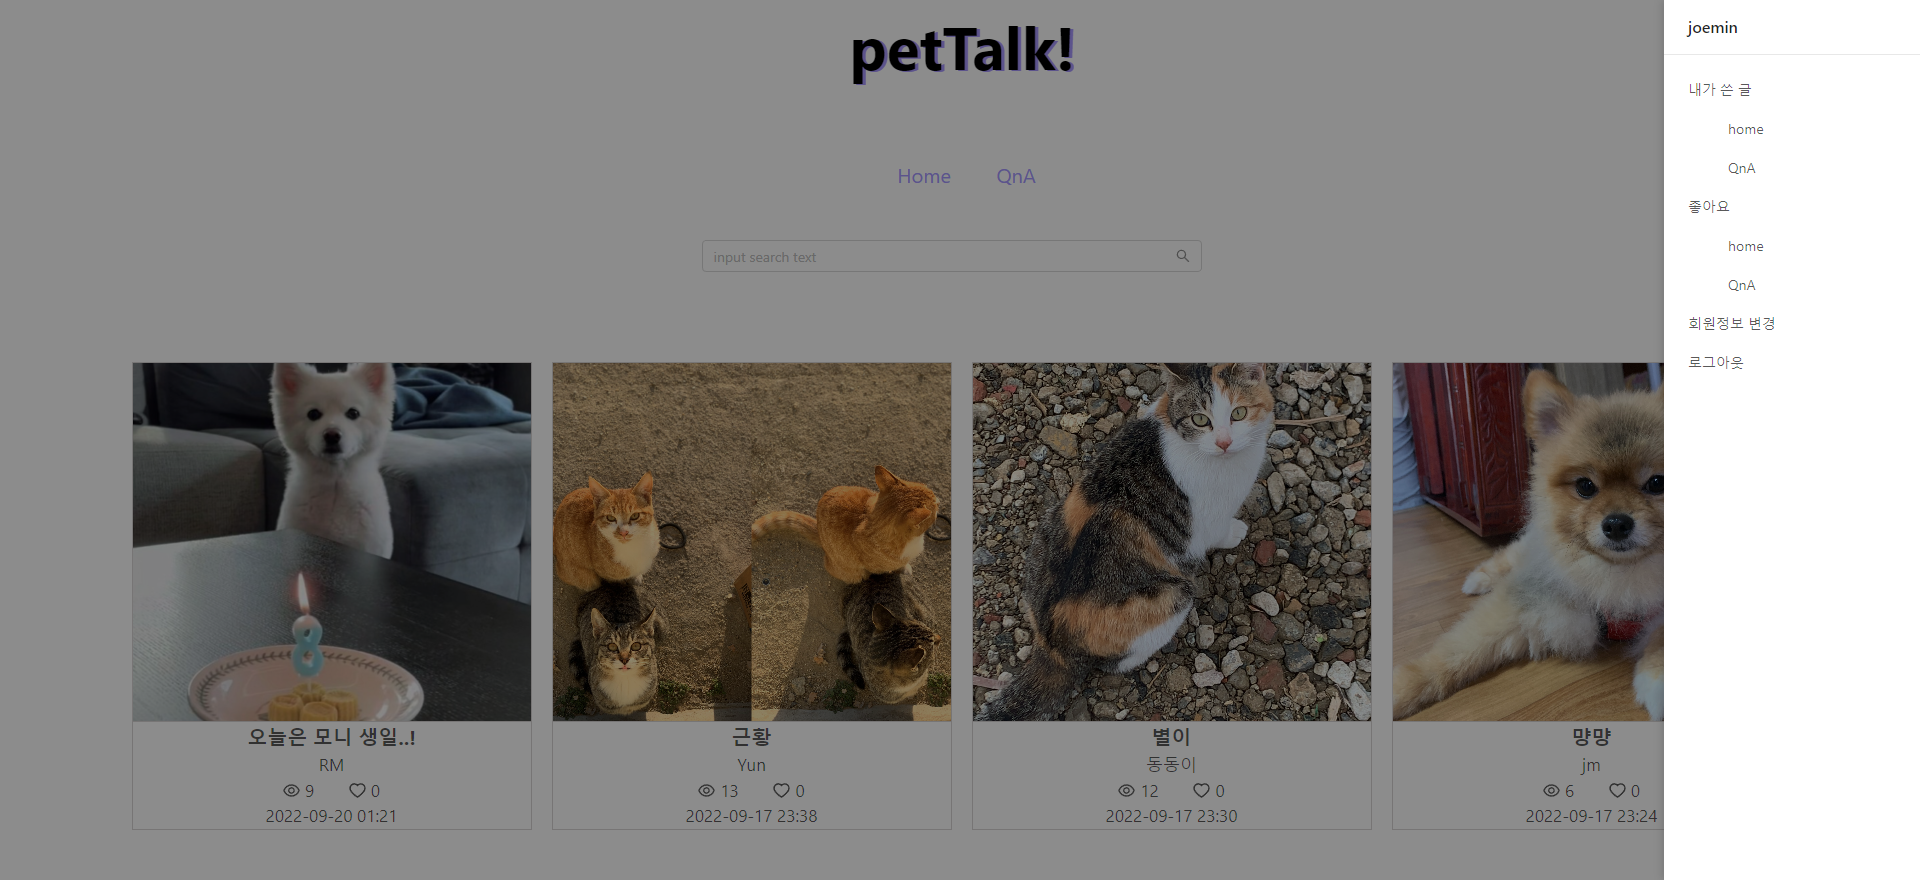 petTalk!
Home QnA
input search text
오늘은 모니 생일..!
RM
9 0
2022-09-20 01:21
근황
Yun
13 0
2022-09-17 23:38
별이
동동이
12 0
2022-09-17 23:30
먕먕
jm
6 0
2022-09-17 23:24
joemin
내가 쓴 글
home
QnA
좋아요
home
QnA
회원정보 변경
로그아웃